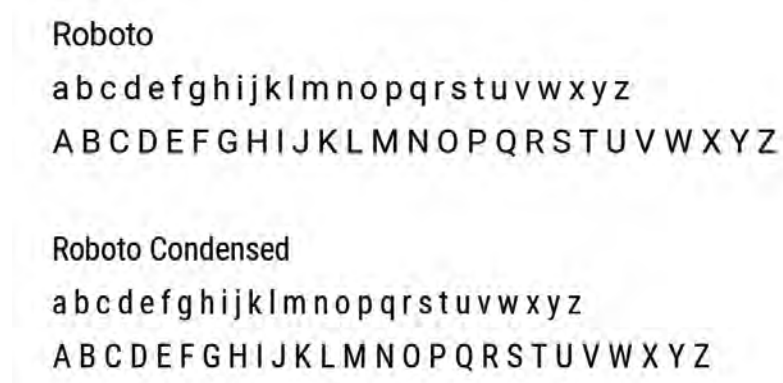 Roboto
a b c d e f g h i j k l m n o p q r s t u v w x y z
A B C D E F G H I J K L M N O P Q R S T U V W X Y Z
Roboto Condensed
a b c d e f g h i j k l m n o p q r s t u v w x y z
A B C D E F G H I J K L M N O P Q R S T U V W X Y Z